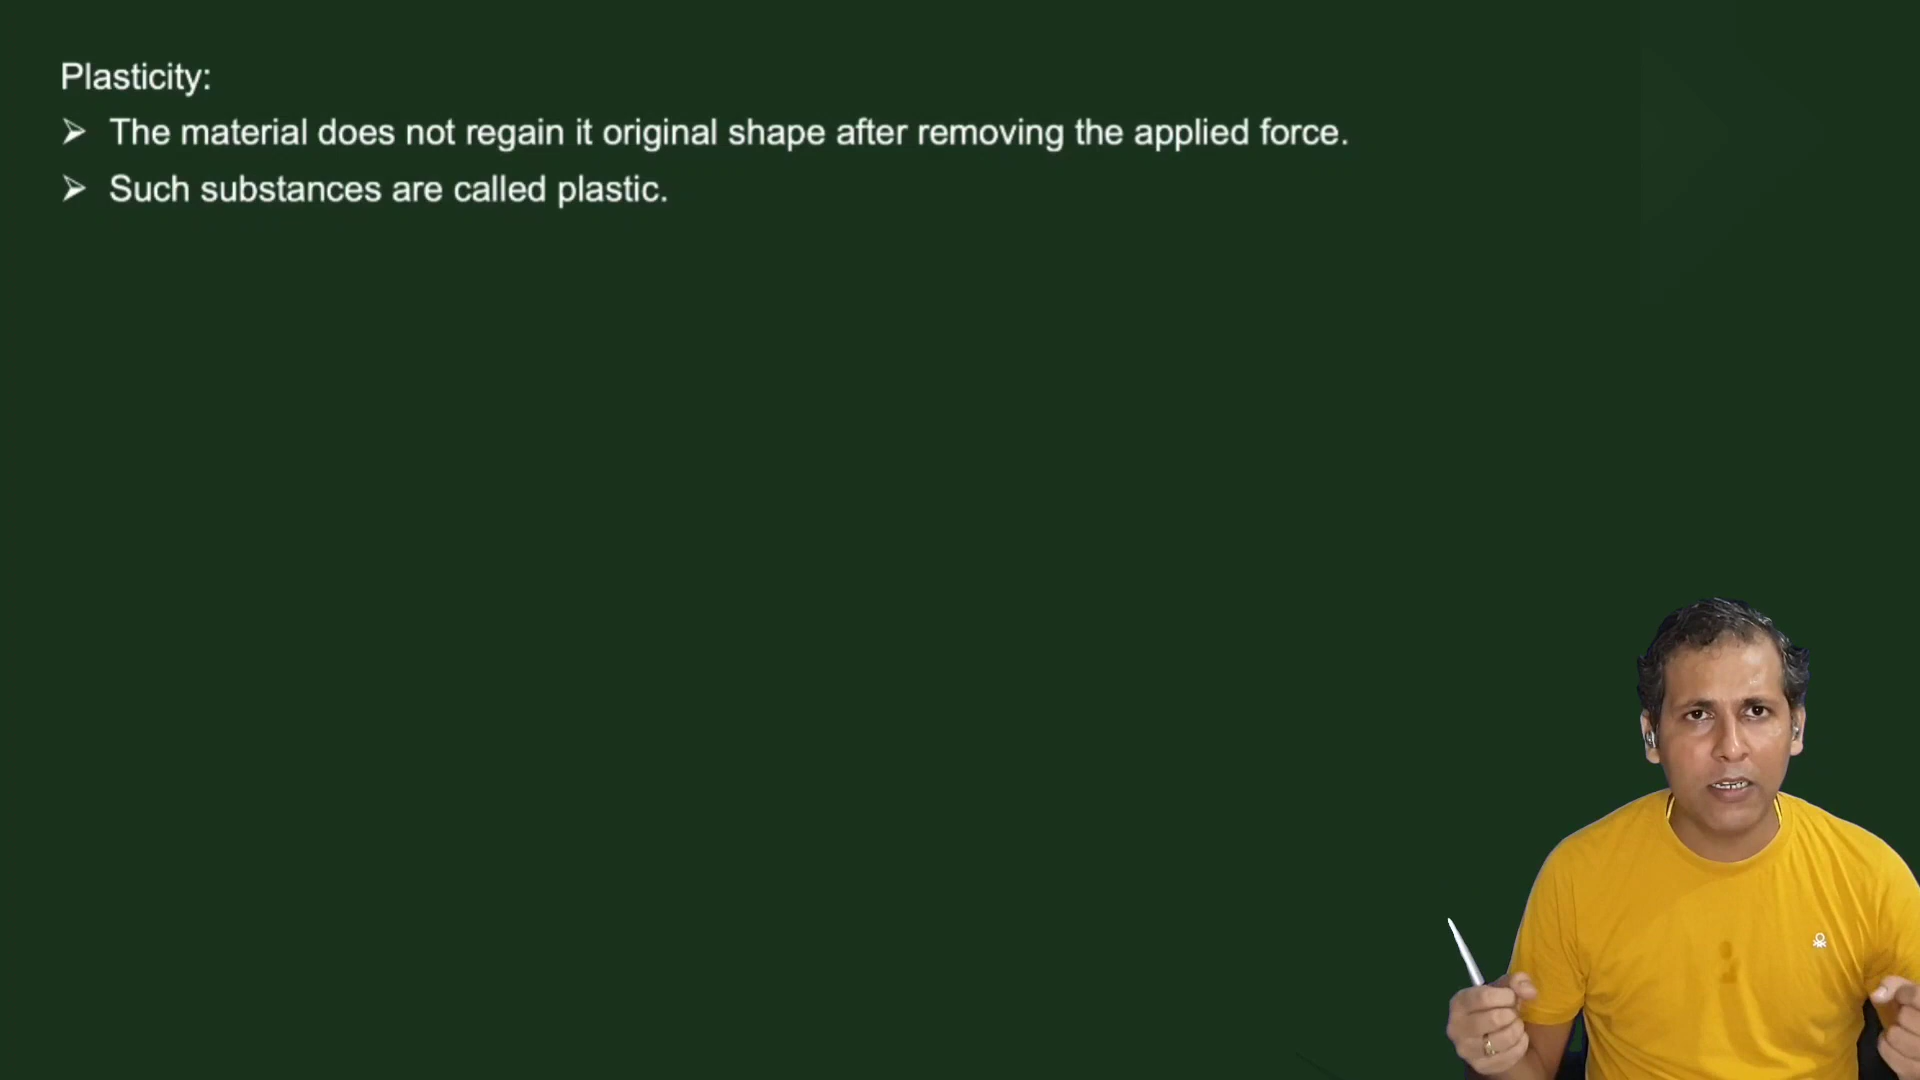 Plasticity:
➢ The material does not regain it original shape after removing the applied force.
➢ Such substances are called plastic.